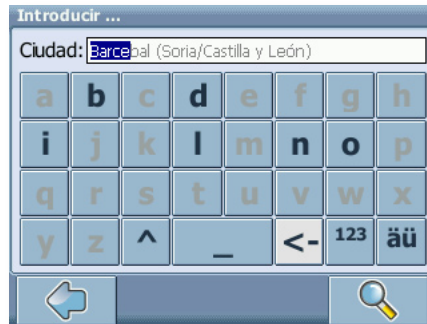 Introducir ...
Ciudad: Barcebal (Soria/Castilla y León)
a b c d e f g h
i j k l m n o p
q r s t u v w x
y z ^ _ <- 123 äü